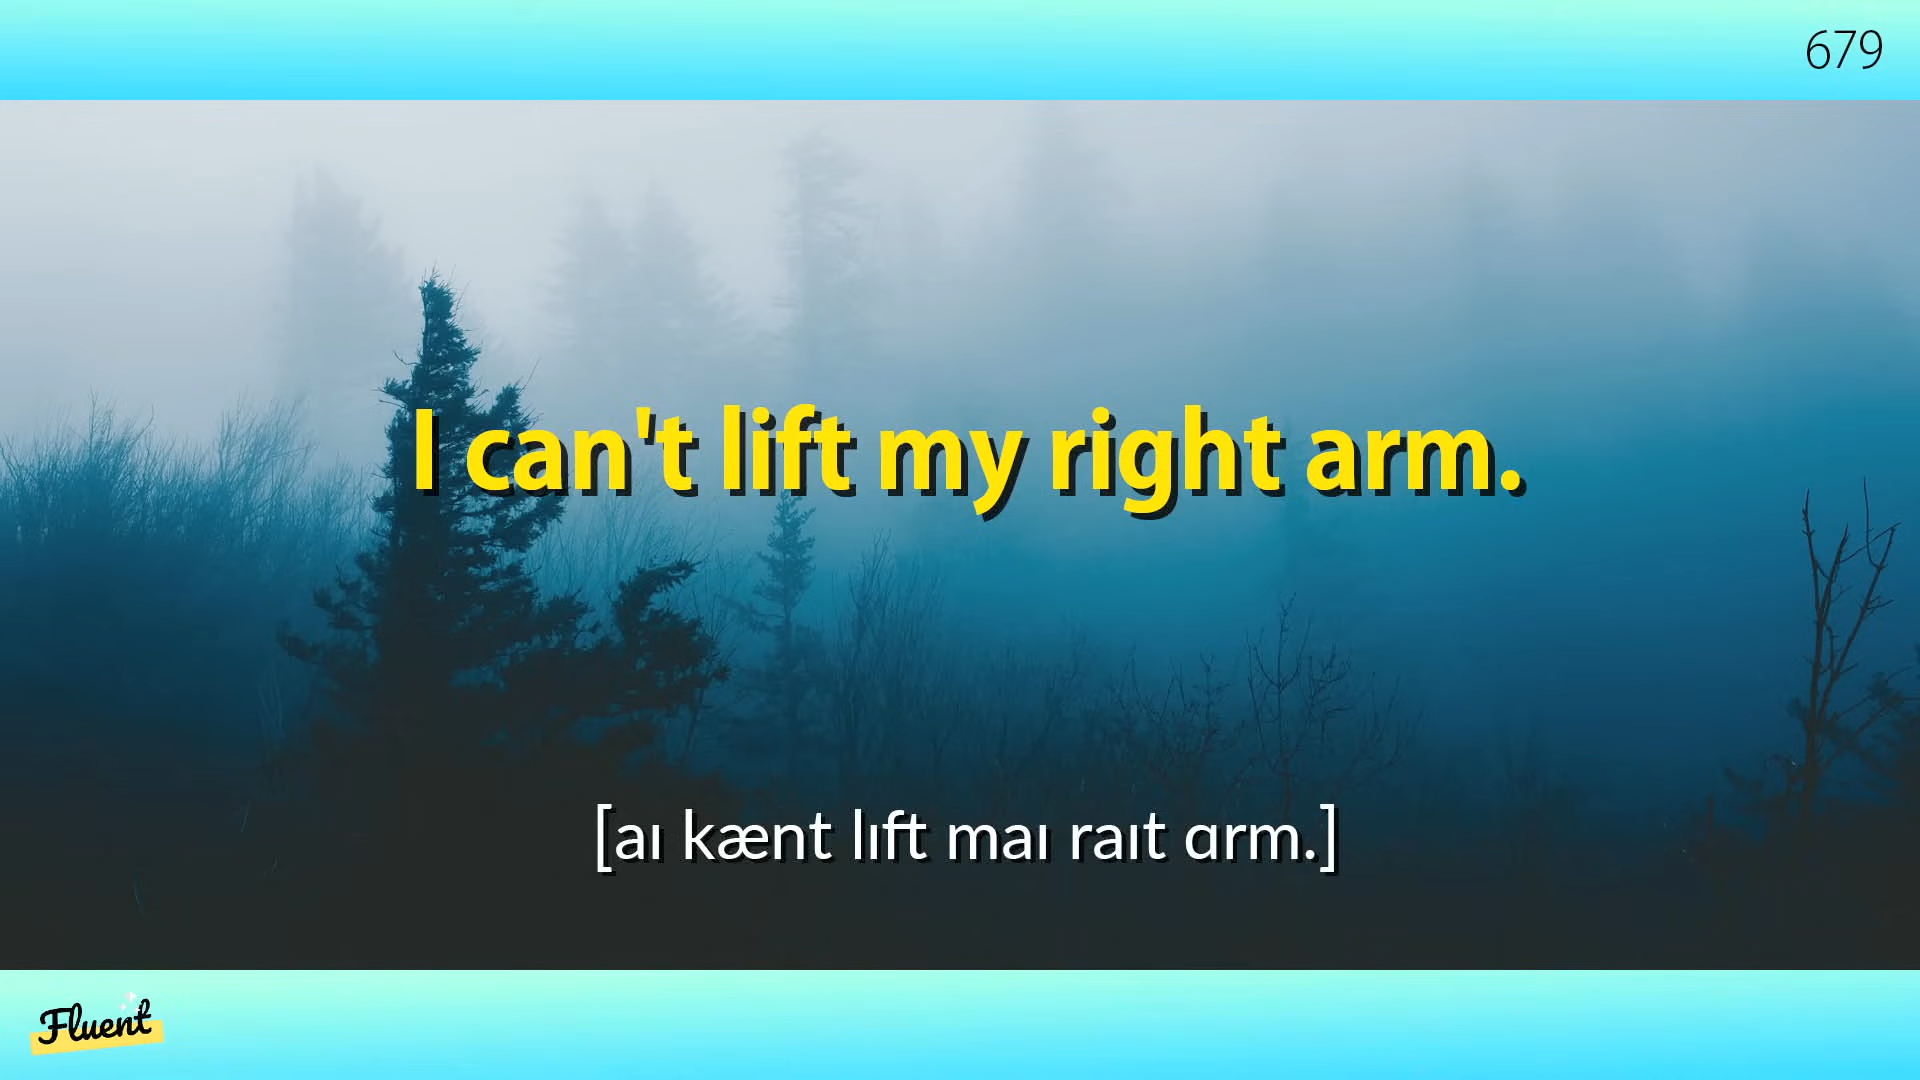 679
I can't lift my right arm.
[aɪ kænt lɪft maɪ raɪt ɑrm.]
Fluent